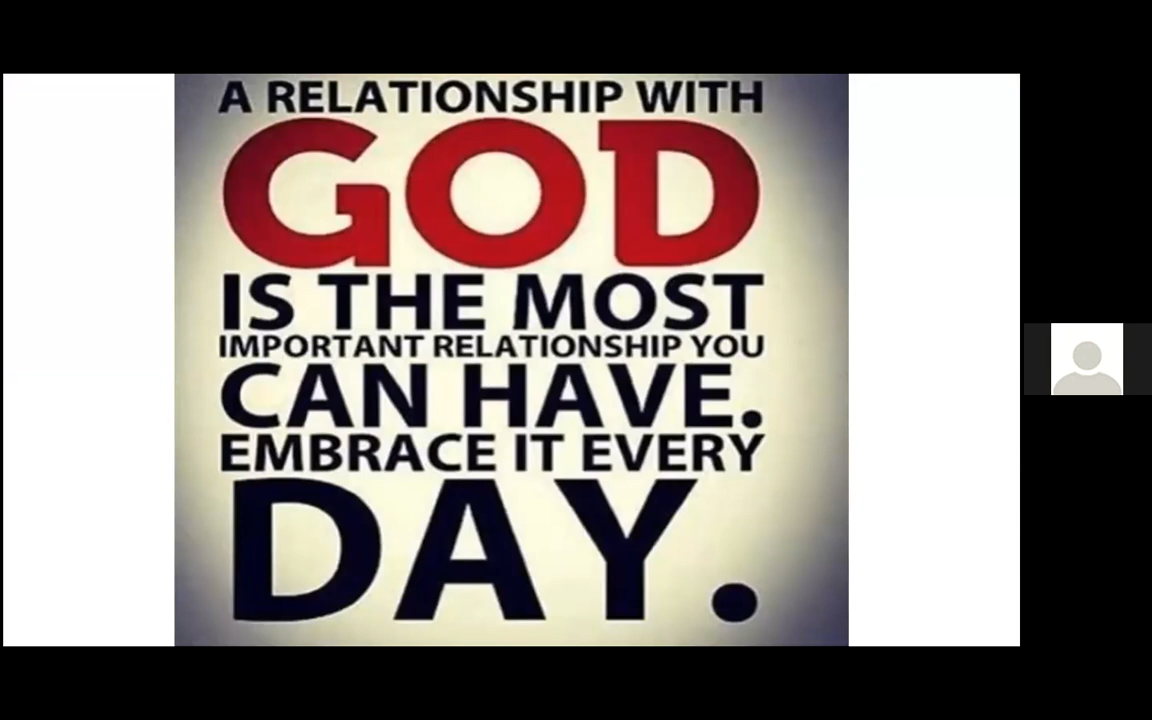 A RELATIONSHIP WITH
GOD
IS THE MOST
IMPORTANT RELATIONSHIP YOU
CAN HAVE.
EMBRACE IT EVERY
DAY.